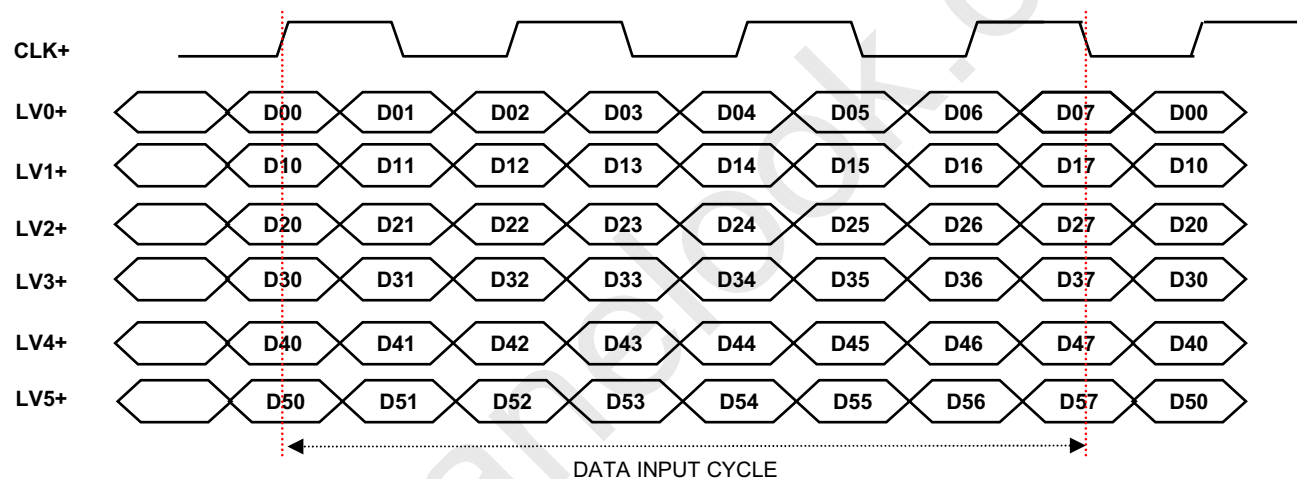 CLK+
LV0+ D00 D01 D02 D03 D04 D05 D06 D07 D00
LV1+ D10 D11 D12 D13 D14 D15 D16 D17 D10
LV2+ D20 D21 D22 D23 D24 D25 D26 D27 D20
LV3+ D30 D31 D32 D33 D34 D35 D36 D37 D30
LV4+ D40 D41 D42 D43 D44 D45 D46 D47 D40
LV5+ D50 D51 D52 D53 D54 D55 D56 D57 D50
DATA INPUT CYCLE
anelook.c